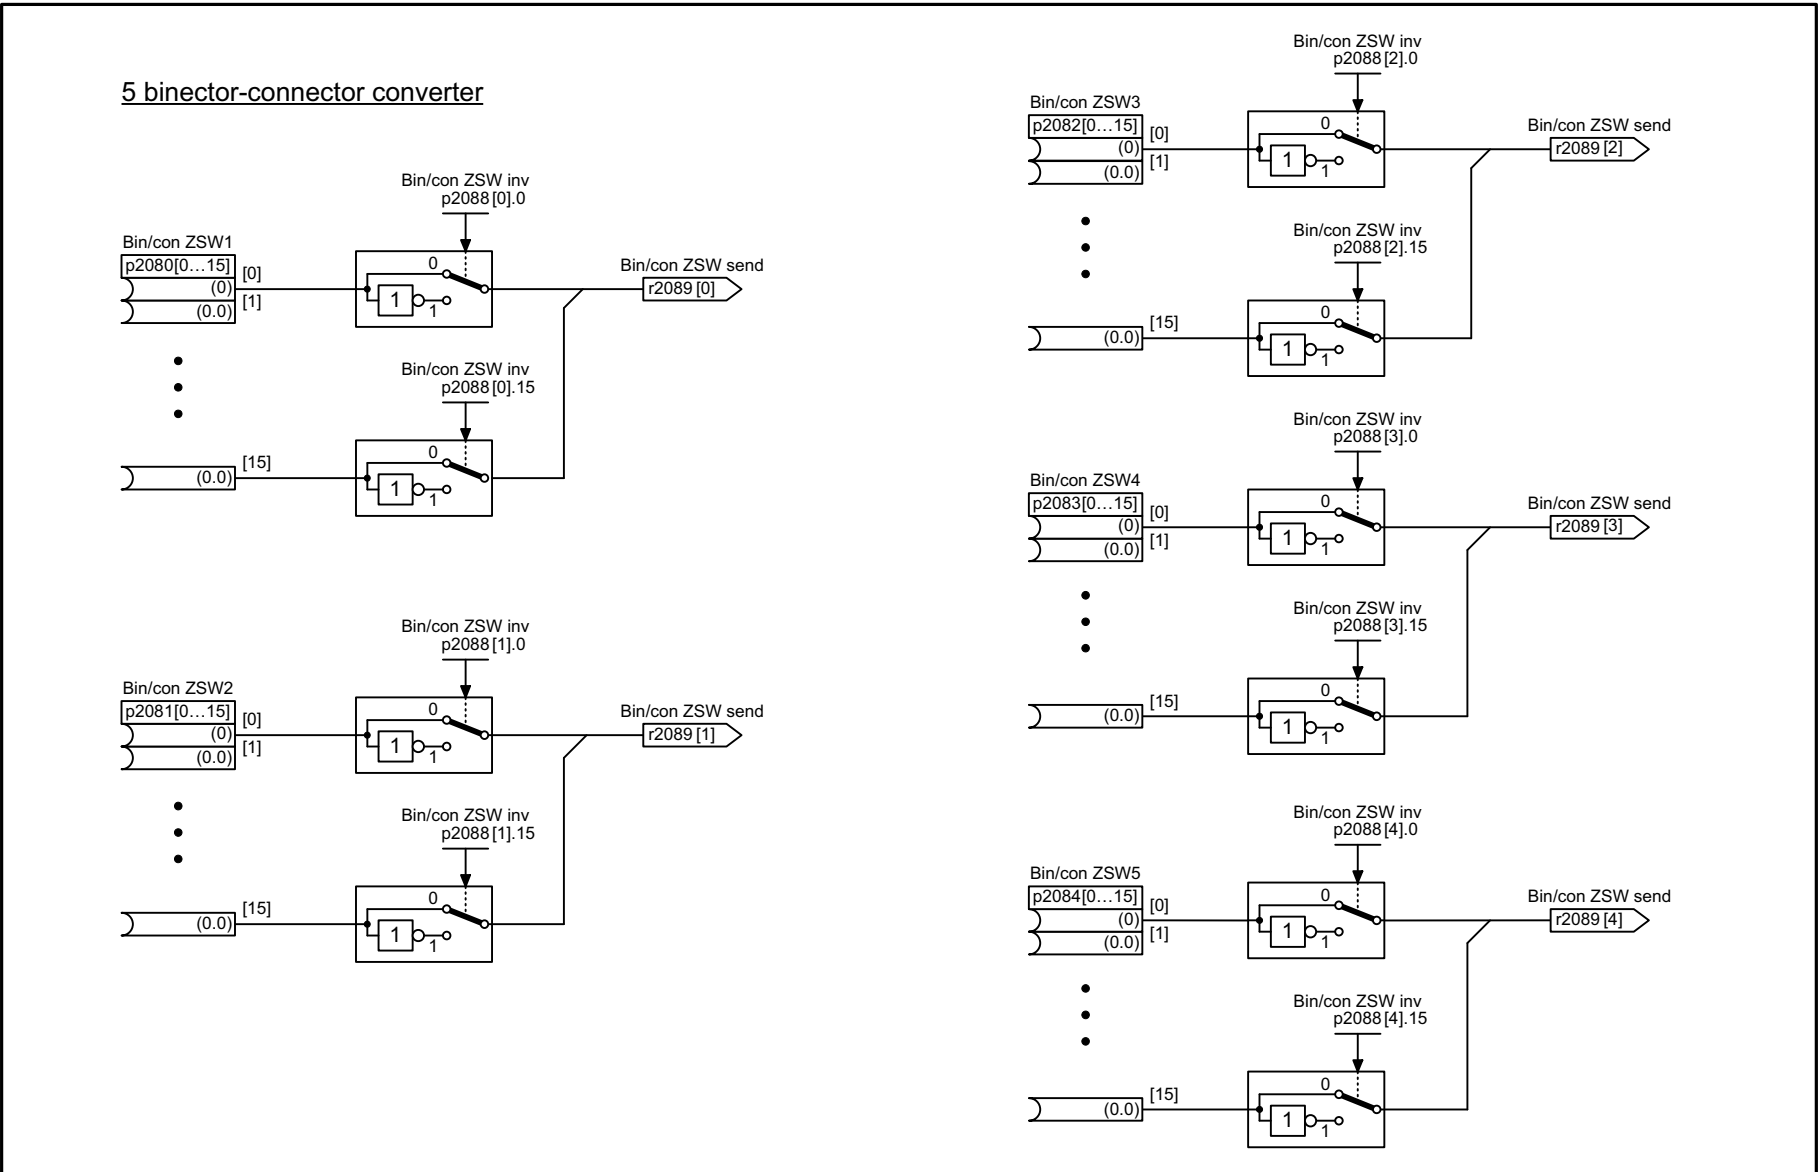 5 binector-connector converter
Bin/con ZSW inv
p2088[0].0
Bin/con ZSW1
p2080[0...15]
[0]
(0)
[1]
(0.0)
0
1
1
Bin/con ZSW send
r2089[0]
Bin/con ZSW inv
p2088[0].15
[15]
(0.0)
0
1
1
Bin/con ZSW inv
p2088[1].0
Bin/con ZSW2
p2081[0...15]
[0]
(0)
[1]
(0.0)
0
1
1
Bin/con ZSW send
r2089[1]
Bin/con ZSW inv
p2088[1].15
[15]
(0.0)
0
1
1
Bin/con ZSW inv
p2088[2].0
Bin/con ZSW3
p2082[0...15]
[0]
(0)
[1]
(0.0)
0
1
1
Bin/con ZSW send
r2089[2]
Bin/con ZSW inv
p2088[2].15
[15]
(0.0)
0
1
1
Bin/con ZSW inv
p2088[3].0
Bin/con ZSW4
p2083[0...15]
[0]
(0)
[1]
(0.0)
0
1
1
Bin/con ZSW send
r2089[3]
Bin/con ZSW inv
p2088[3].15
[15]
(0.0)
0
1
1
Bin/con ZSW inv
p2088[4].0
Bin/con ZSW5
p2084[0...15]
[0]
(0)
[1]
(0.0)
0
1
1
Bin/con ZSW send
r2089[4]
Bin/con ZSW inv
p2088[4].15
[15]
(0.0)
0
1
1